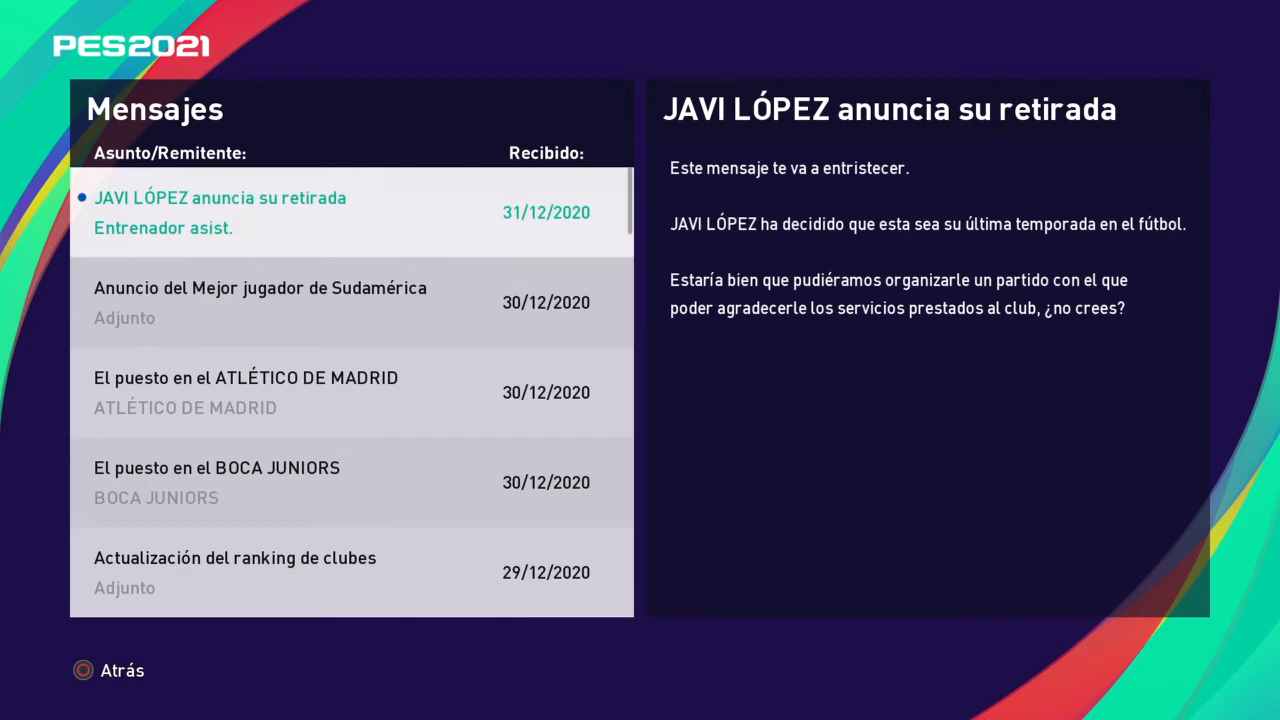 PES2021
Mensajes
Asunto/Remitente: Recibido:
JAVI LÓPEZ anuncia su retirada
Entrenador asist.
31/12/2020
Anuncio del Mejor jugador de Sudamérica
Adjunto
30/12/2020
El puesto en el ATLÉTICO DE MADRID
ATLÉTICO DE MADRID
30/12/2020
El puesto en el BOCA JUNIORS
BOCA JUNIORS
30/12/2020
Actualización del ranking de clubes
Adjunto
29/12/2020
JAVI LÓPEZ anuncia su retirada
Este mensaje te va a entristecer.
JAVI LÓPEZ ha decidido que esta sea su última temporada en el fútbol.
Estaría bien que pudiéramos organizarle un partido con el que
poder agradecerle los servicios prestados al club, ¿no crees?
Atrás